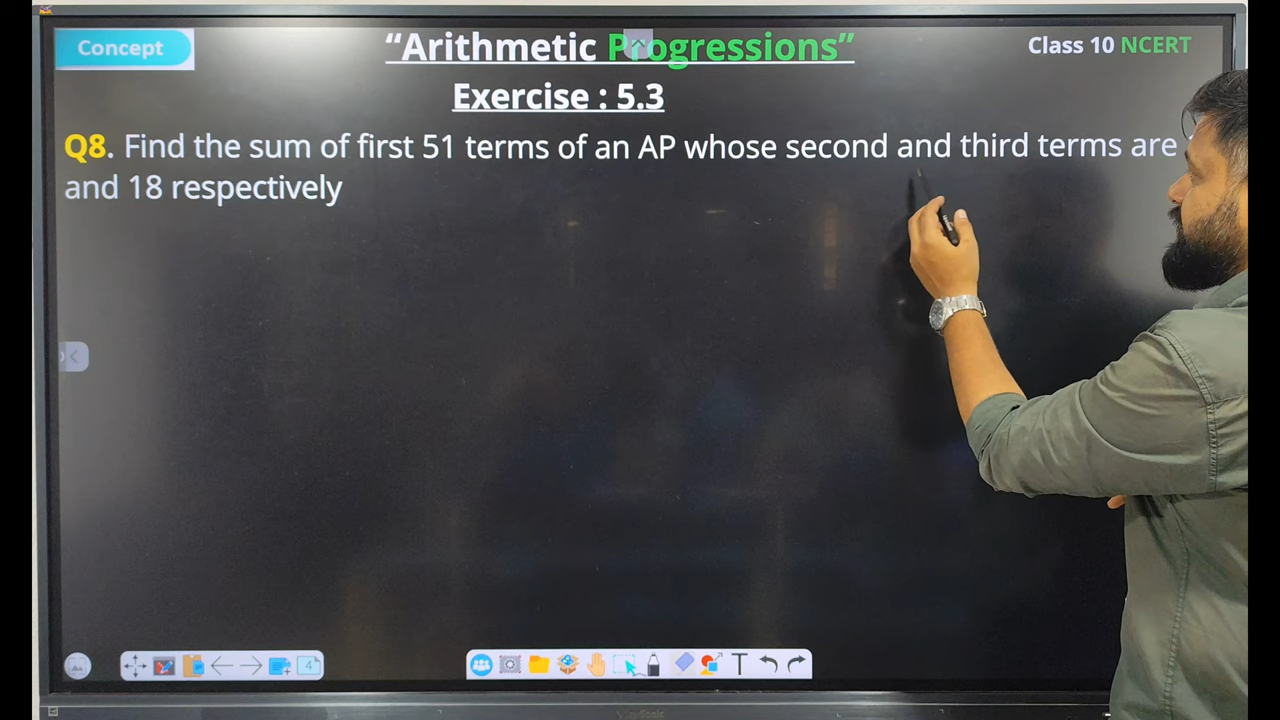 Concept
“Arithmetic Progressions”
Class 10 NCERT
Exercise : 5.3
Q8. Find the sum of first 51 terms of an AP whose second and third terms are
and 18 respectively
4
T